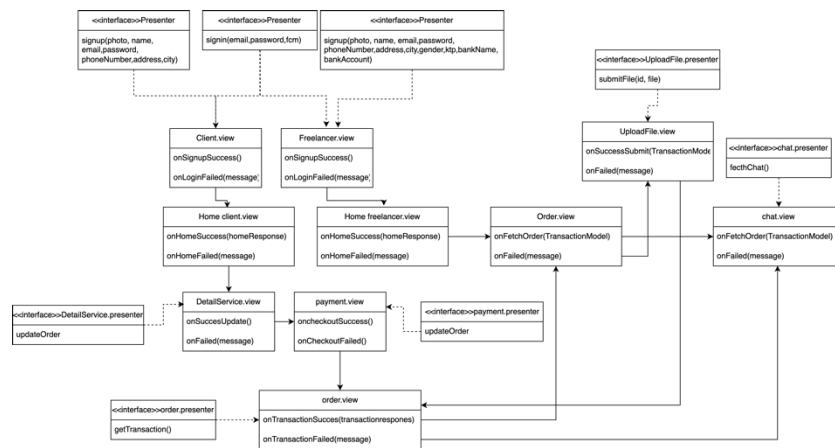 <<interface>>Presenter
signup(photo, name,
email,password,
phoneNumber,address,city)
<<interface>>Presenter
signin(email,password,fcm)
<<interface>>Presenter
signup(photo, name, email,password,
phoneNumber,address,city,gender,ktp,bankName,
bankAccount)
<<interface>>UploadFile.presenter
submitFile(id, file)
Client.view
onSignupSuccess()
onLoginFailed(message)
Freelancer.view
onSignupSuccess()
onLoginFailed(message)
UploadFile.view
onSuccessSubmit(TransactionMode
onFailed(message)
<<interface>>chat.presenter
fecthChat()
Home client.view
onHomeSuccess(homeResponse)
onHomeFailed(message)
Home freelancer.view
onHomeSuccess(homeResponse)
onHomeFailed(message)
Order.view
onFetchOrder(TransactionModel)
onFailed(message)
chat.view
onFetchOrder(TransactionModel)
onFailed(message)
<<interface>>DetailService.presenter
updateOrder
DetailService.view
onSuccesUpdate()
onFailed(message)
payment.view
oncheckoutSuccess()
onCheckoutFailed()
<<interface>>payment.presenter
updateOrder
<<interface>>order.presenter
getTransaction()
order.view
onTransactionSucces(transactionrespones)
onTransactionFailed(message)